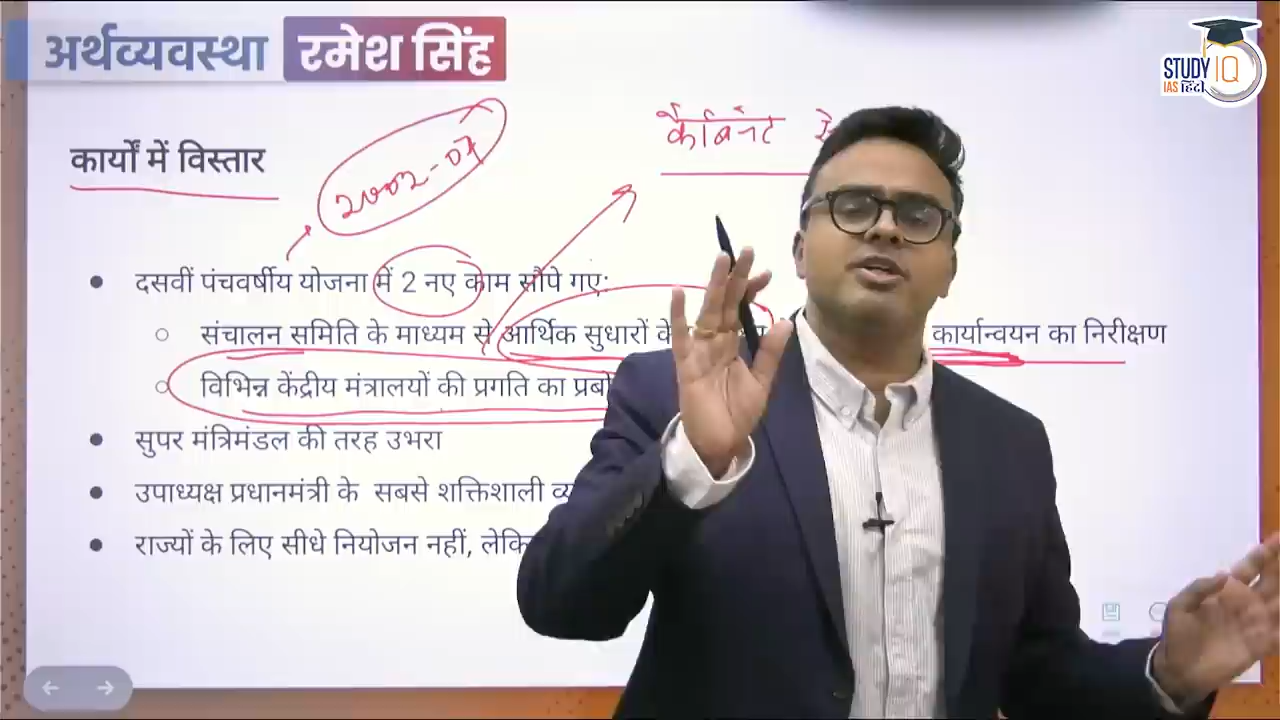 अर्थव्यवस्था रमेश सिंह
STUDY IQ
IAS हिंदी
कैबिनेट
कार्यों में विस्तार
2002-07
दसवीं पंचवर्षीय योजना में 2 नए काम सौपे गए:
संचालन समिति के माध्यम से आर्थिक सुधारों के कार्यान्वयन का निरीक्षण
विभिन्न केंद्रीय मंत्रालयों की प्रगति का
सुपर मंत्रिमंडल की तरह उभरा
उपाध्यक्ष प्रधानमंत्री के सबसे शक्तिशाली
राज्यों के लिए सीधे नियोजन नहीं,